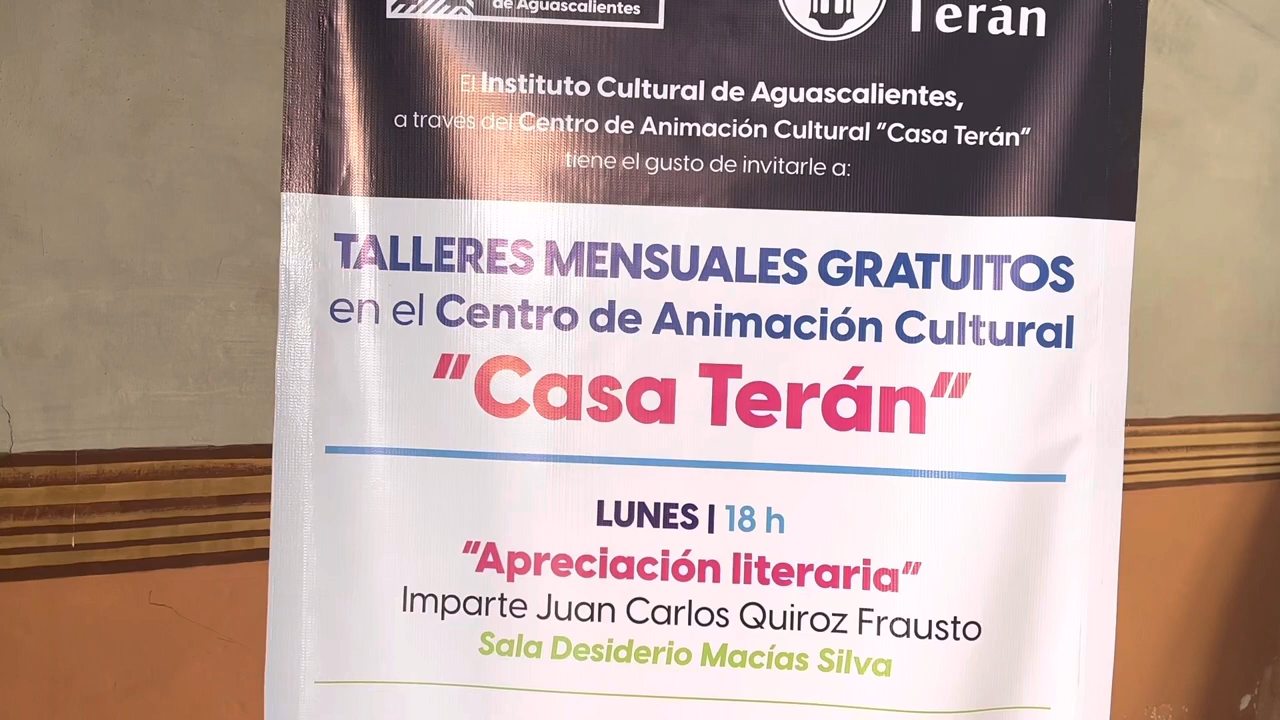 de Aguascalientes
Terán
El Instituto Cultural de Aguascalientes,
a través del Centro de Animación Cultural "Casa Terán"
tiene el gusto de invitarle a:
TALLERES MENSUALES GRATUITOS
en el Centro de Animación Cultural
"Casa Terán"
LUNES | 18 h
"Apreciación literaria"
Imparte Juan Carlos Quiroz Frausto
Sala Desiderio Macías Silva